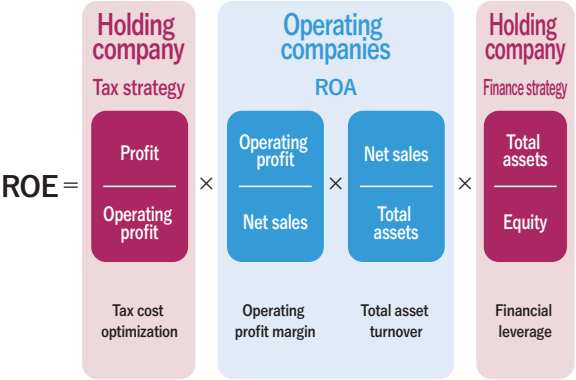 Holding
company
Tax strategy
Operating
companies
ROA
Holding
company
Finance strategy
ROE =
Profit
Operating
profit
×
Operating
profit
Net sales
×
Net sales
Total
assets
×
Total
assets
Equity
Tax cost
optimization
Operating
profit margin
Total asset
turnover
Financial
leverage